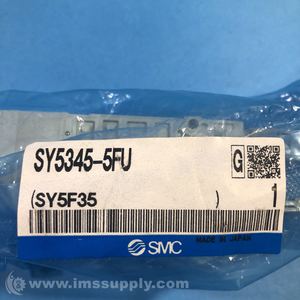 SY5345-5FU
G
(SY5F35 ) 1
SMC
MADE IN JAPAN
www.imssupply.com